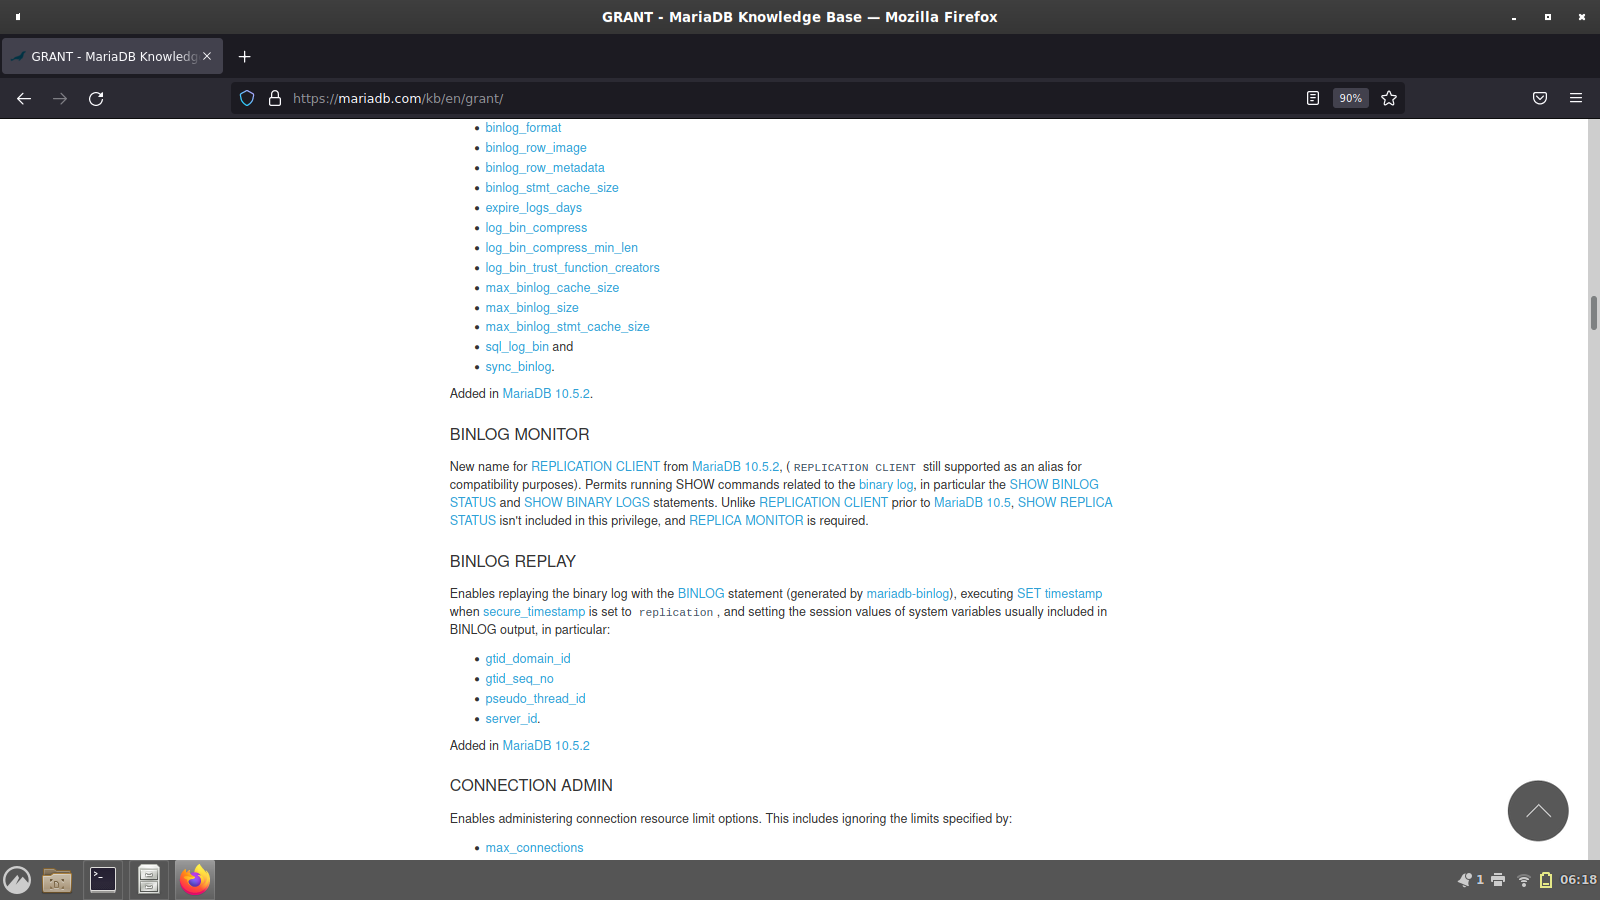 GRANT - MariaDB Knowledge Base — Mozilla Firefox
GRANT - MariaDB Knowledg
https://mariadb.com/kb/en/grant/
90%
binlog_format
binlog_row_image
binlog_row_metadata
binlog_stmt_cache_size
expire_logs_days
log_bin_compress
log_bin_compress_min_len
log_bin_trust_function_creators
max_binlog_cache_size
max_binlog_size
max_binlog_stmt_cache_size
sql_log_bin and
sync_binlog.
Added in MariaDB 10.5.2.
BINLOG MONITOR
New name for REPLICATION CLIENT from MariaDB 10.5.2, ( REPLICATION CLIENT still supported as an alias for
compatibility purposes). Permits running SHOW commands related to the binary log, in particular the SHOW BINLOG
STATUS and SHOW BINARY LOGS statements. Unlike REPLICATION CLIENT prior to MariaDB 10.5, SHOW REPLICA
STATUS isn't included in this privilege, and REPLICA MONITOR is required.
BINLOG REPLAY
Enables replaying the binary log with the BINLOG statement (generated by mariadb-binlog), executing SET timestamp
when secure_timestamp is set to replication , and setting the session values of system variables usually included in
BINLOG output, in particular:
gtid_domain_id
gtid_seq_no
pseudo_thread_id
server_id.
Added in MariaDB 10.5.2
CONNECTION ADMIN
Enables administering connection resource limit options. This includes ignoring the limits specified by:
max_connections
1
06:18